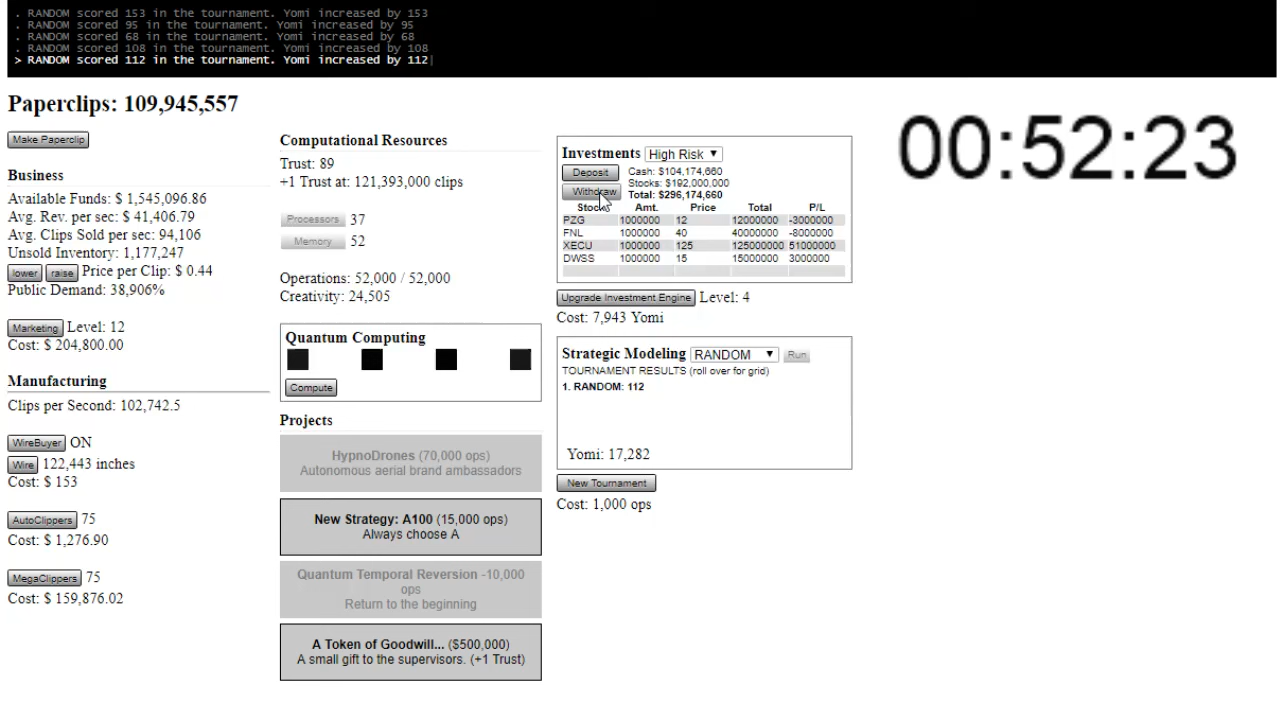 . RANDOM scored 153 in the tournament. Yomi increased by 153
. RANDOM scored 95 in the tournament. Yomi increased by 95
. RANDOM scored 68 in the tournament. Yomi increased by 68
. RANDOM scored 108 in the tournament. Yomi increased by 108
> RANDOM scored 112 in the tournament. Yomi increased by 112
Paperclips: 109,945,557
Make Paperclip
Business
Available Funds: $ 1,545,096.86
Avg. Rev. per sec: $ 41,406.79
Avg. Clips Sold per sec: 94,106
Unsold Inventory: 1,177,247
lower raise Price per Clip: $ 0.44
Public Demand: 38,906%
Marketing Level: 12
Cost: $ 204,800.00
Manufacturing
Clips per Second: 102,742.5
WireBuyer ON
Wire 122,443 inches
Cost: $ 153
AutoClippers 75
Cost: $ 1,276.90
MegaClippers 75
Cost: $ 159,876.02
Computational Resources
Trust: 89
+1 Trust at: 121,393,000 clips
Processors 37
Memory 52
Operations: 52,000 / 52,000
Creativity: 24,505
Quantum Computing
Compute
Projects
HypnoDrones (70,000 ops)
Autonomous aerial brand ambassadors
New Strategy: A100 (15,000 ops)
Always choose A
Quantum Temporal Reversion -10,000
ops
Return to the beginning
A Token of Goodwill... ($500,000)
A small gift to the supervisors. (+1 Trust)
Investments High Risk
Deposit Cash: $104,174,660
Stocks: $192,000,000
Withdraw Total: $296,174,660
Stocks Amt. Price Total P/L
PZG 1000000 12 12000000 -3000000
FNL 1000000 40 40000000 -8000000
XECU 1000000 125 125000000 51000000
DWSS 1000000 15 15000000 3000000
Upgrade Investment Engine Level: 4
Cost: 7,943 Yomi
Strategic Modeling RANDOM Run
TOURNAMENT RESULTS (roll over for grid)
1. RANDOM: 112
Yomi: 17,282
New Tournament
Cost: 1,000 ops
00:52:23